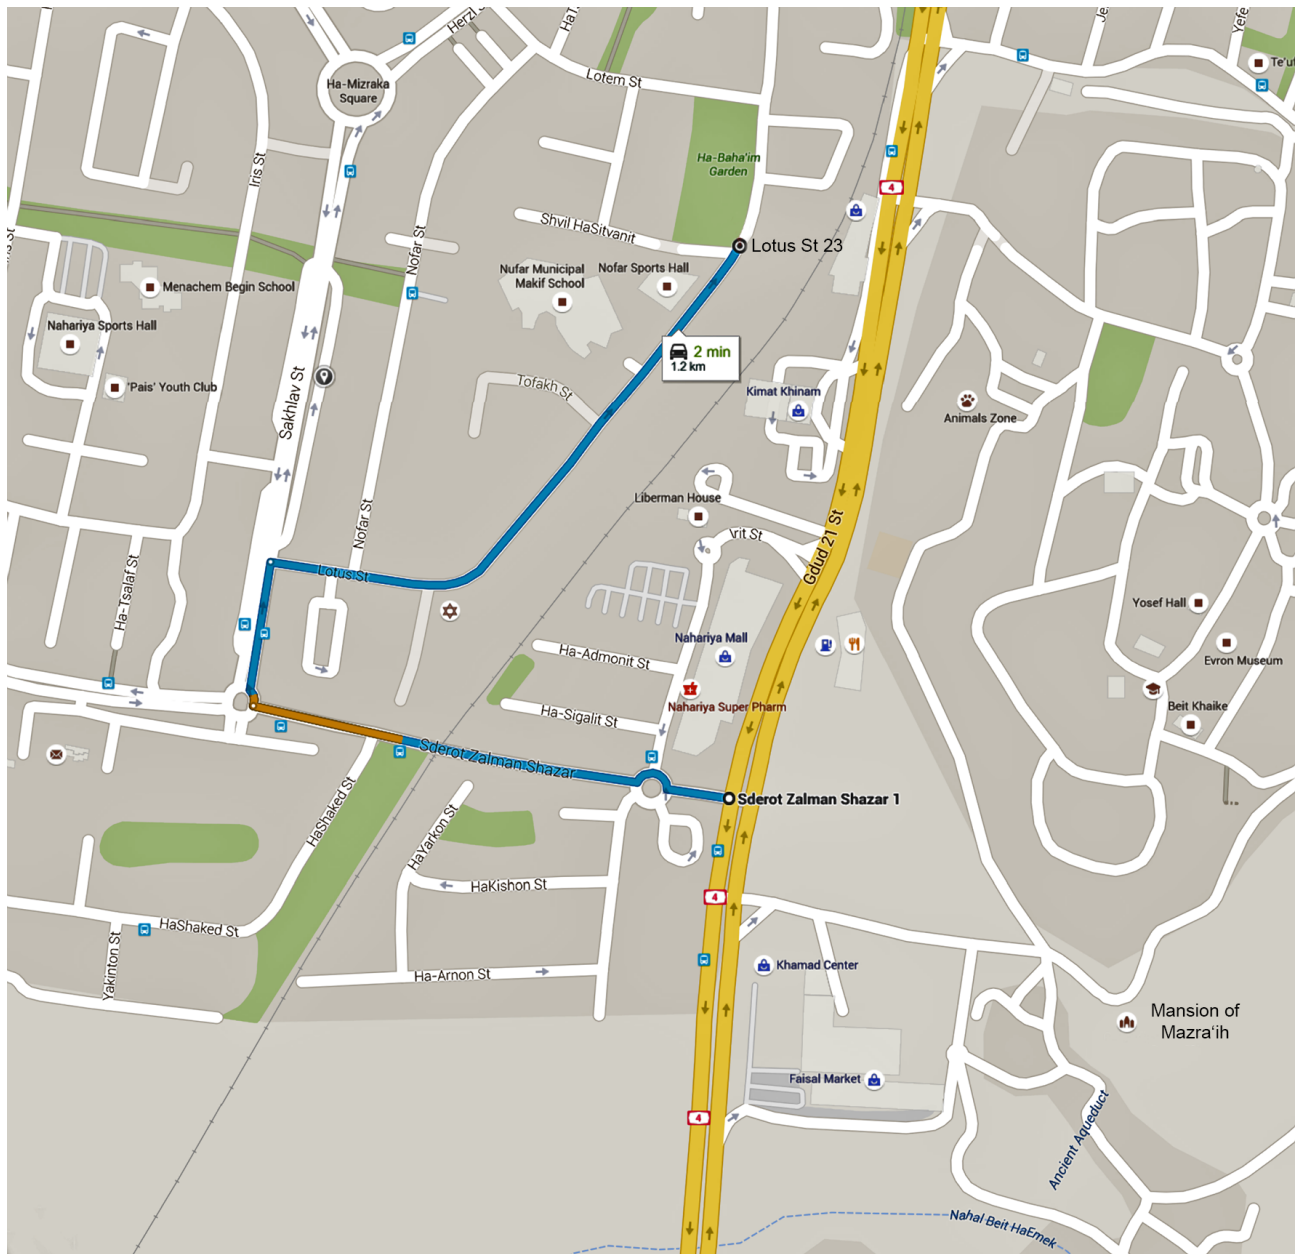 Herzl
Ha-Mizraka
Square
Lotem St
Te'uf
Iris St
Ha-Baha'im
Garden
4
Shvil HaSitvanit
Lotus St 23
Nofar St
Nufar Municipal
Makif School
Nofar Sports Hall
Menachem Begin School
Nahariya Sports Hall
2 min
1.2 km
'Pais' Youth Club
Tofakh St
Kimat Khinam
Sakhlav St
Animals Zone
Liberman House
Nofar St
Irit St
Gdud 21 St
Lotus St
Ha-Tsalaf St
Yosef Hall
Nahariya Mall
Ha-Admonit St
Evron Museum
Nahariya Super Pharm
Ha-Sigalit St
Beit Khaike
Sderot Zalman Shazar
Sderot Zalman Shazar 1
HaShaked St
HaYarkon St
HaKishon St
4
HaShaked St
Yakinton St
Ha-Arnon St
Khamad Center
Mansion of
Mazra'ih
Faisal Market
4
Ancient Aqueduct
Nahal Beit HaEmek